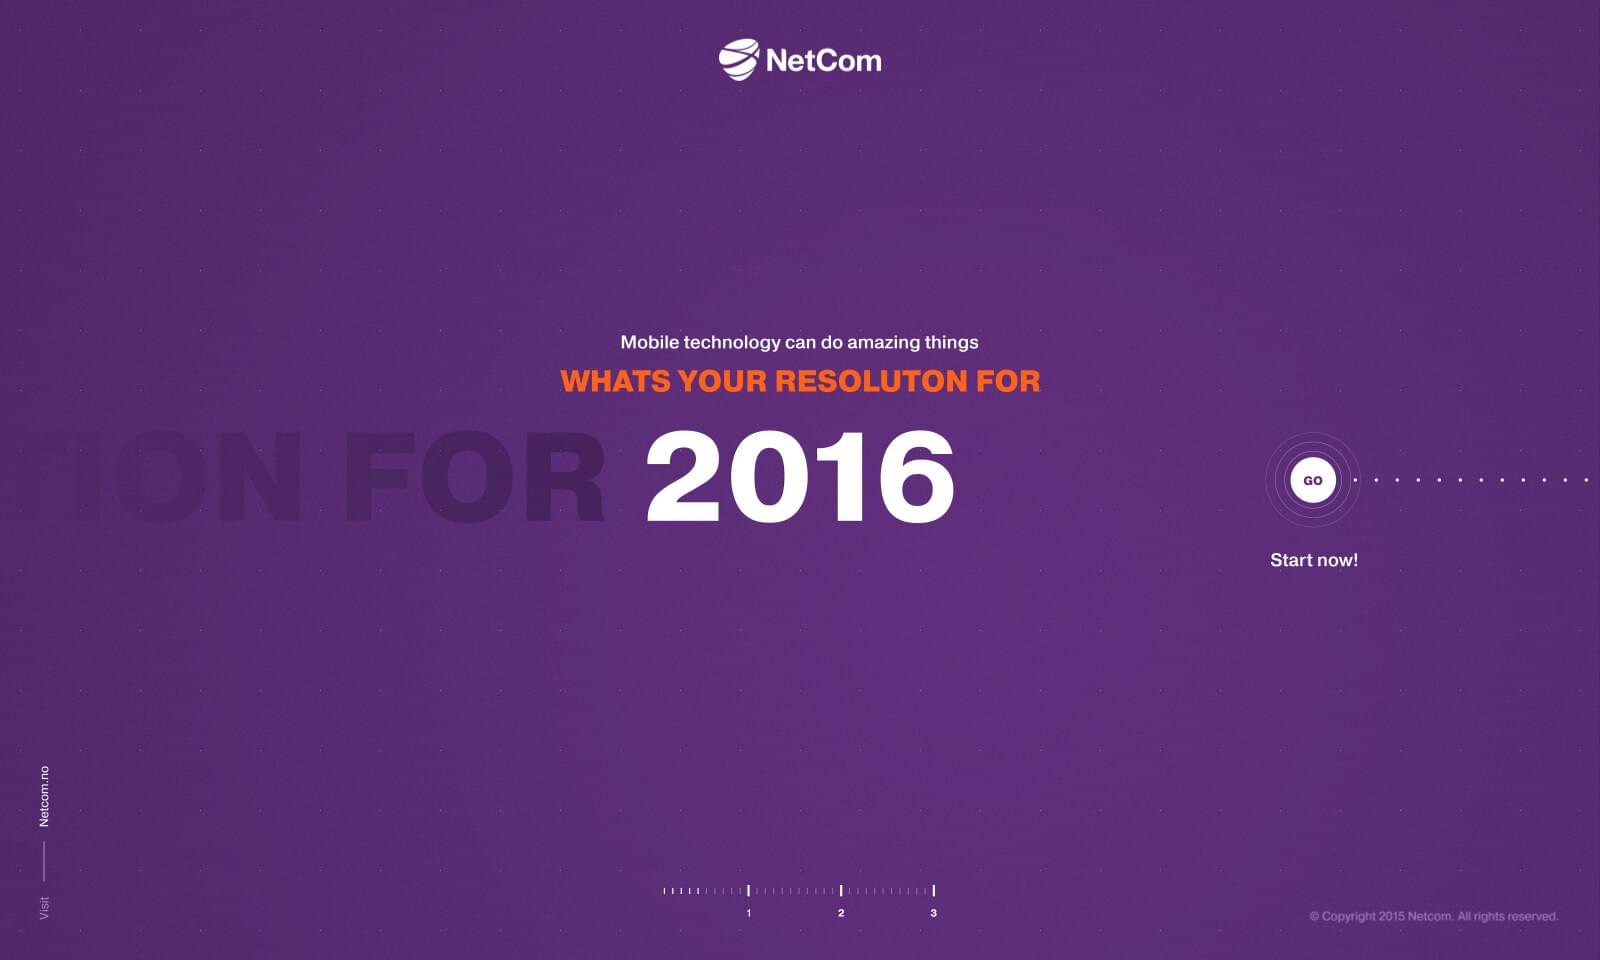 NetCom
Mobile technology can do amazing things
WHATS YOUR RESOLUTON FOR
TION FOR 2016
GO
Start now!
Visit Netcom.no
1 2 3
© Copyright 2015 Netcom. All rights reserved.